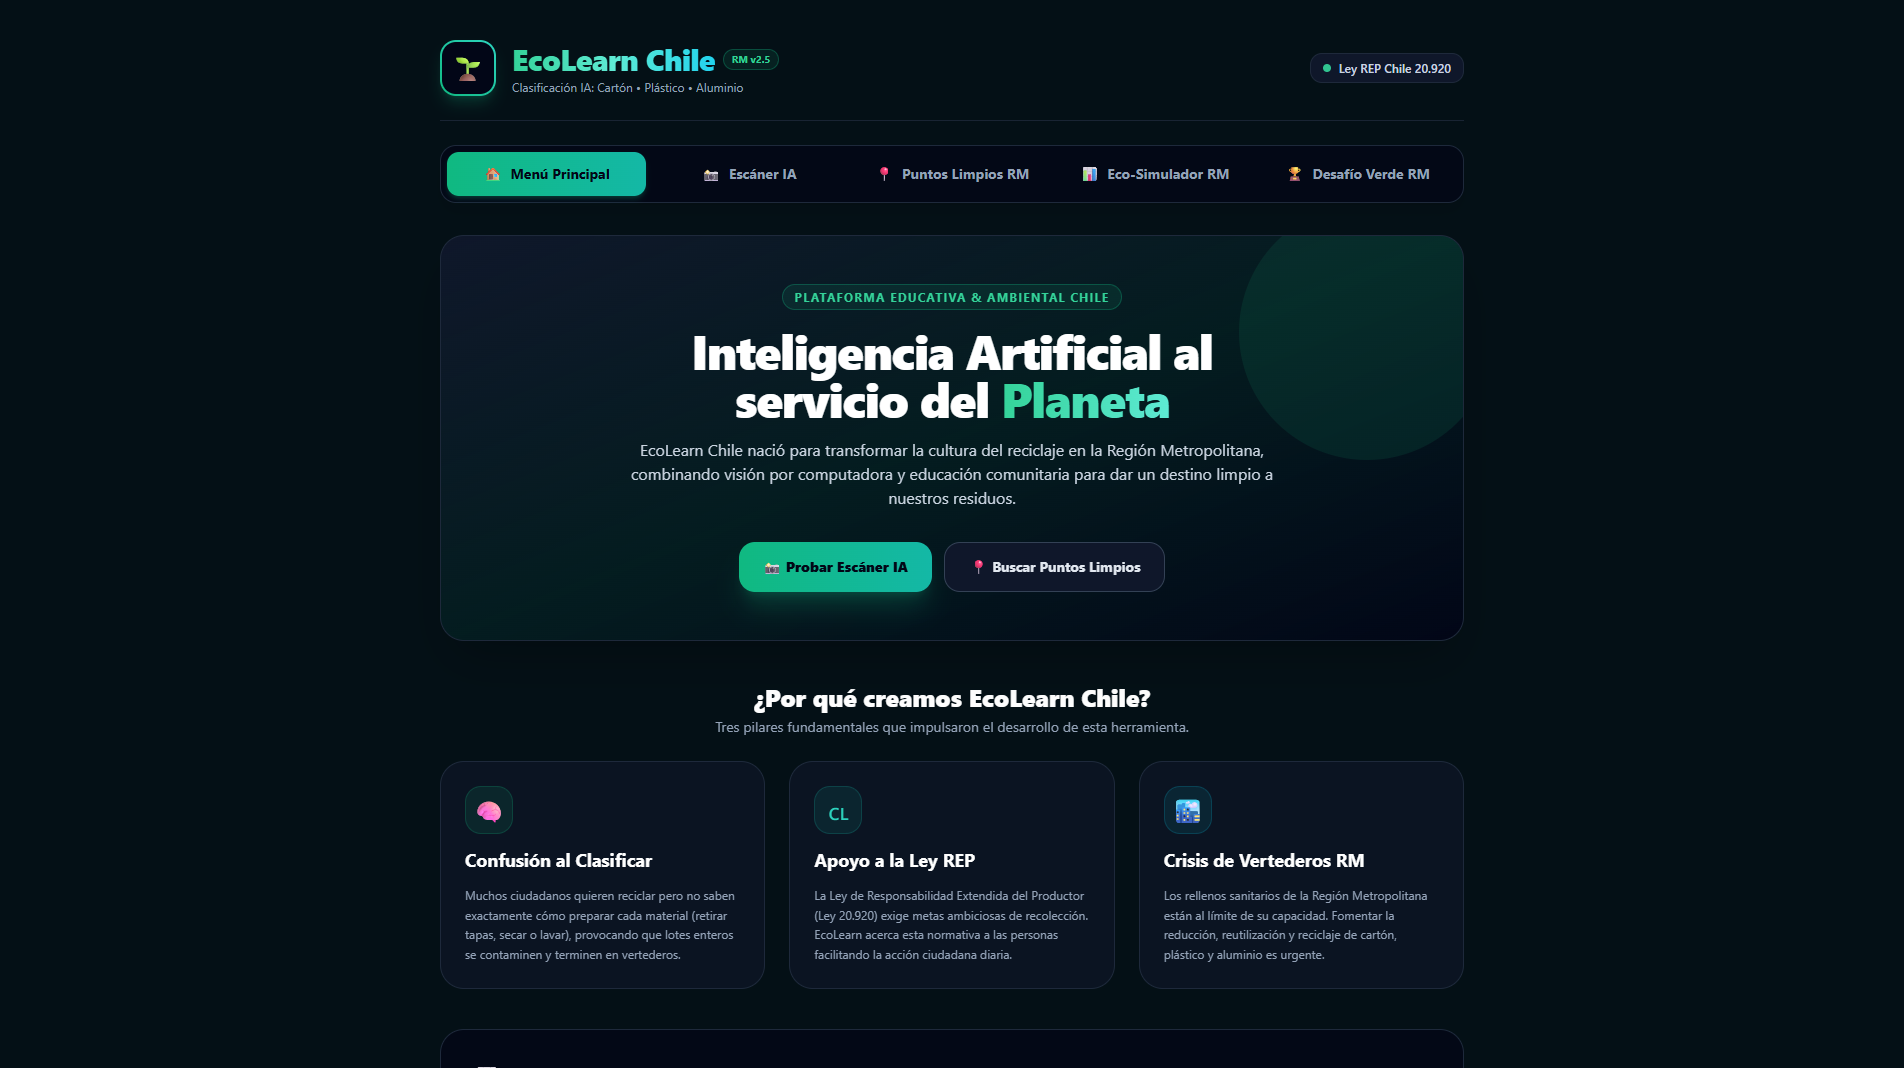 EcoLearn Chile RM v2.5
Clasificación IA: Cartón • Plástico • Aluminio
Ley REP Chile 20.920
Menú Principal
Escáner IA
Puntos Limpios RM
Eco-Simulador RM
Desafío Verde RM
PLATAFORMA EDUCATIVA & AMBIENTAL CHILE
Inteligencia Artificial al
servicio del Planeta
EcoLearn Chile nació para transformar la cultura del reciclaje en la Región Metropolitana,
combinando visión por computadora y educación comunitaria para dar un destino limpio a
nuestros residuos.
Probar Escáner IA
Buscar Puntos Limpios
¿Por qué creamos EcoLearn Chile?
Tres pilares fundamentales que impulsaron el desarrollo de esta herramienta.
Confusión al Clasificar
Muchos ciudadanos quieren reciclar pero no saben
exactamente cómo preparar cada material (retirar
tapas, secar o lavar), provocando que lotes enteros
se contaminen y terminen en vertederos.
CL
Apoyo a la Ley REP
La Ley de Responsabilidad Extendida del Productor
(Ley 20.920) exige metas ambiciosas de recolección.
EcoLearn acerca esta normativa a las personas
facilitando la acción ciudadana diaria.
Crisis de Vertederos RM
Los rellenos sanitarios de la Región Metropolitana
están al límite de su capacidad. Fomentar la
reducción, reutilización y reciclaje de cartón,
plástico y aluminio es urgente.